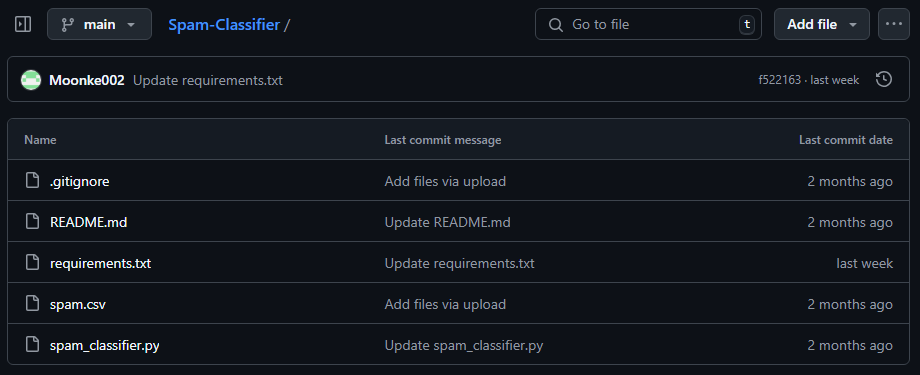 main Spam-Classifier / Go to file t Add file
Moonke002 Update requirements.txt f522163 · last week
Name Last commit message Last commit date
.gitignore Add files via upload 2 months ago
README.md Update README.md 2 months ago
requirements.txt Update requirements.txt last week
spam.csv Add files via upload 2 months ago
spam_classifier.py Update spam_classifier.py 2 months ago